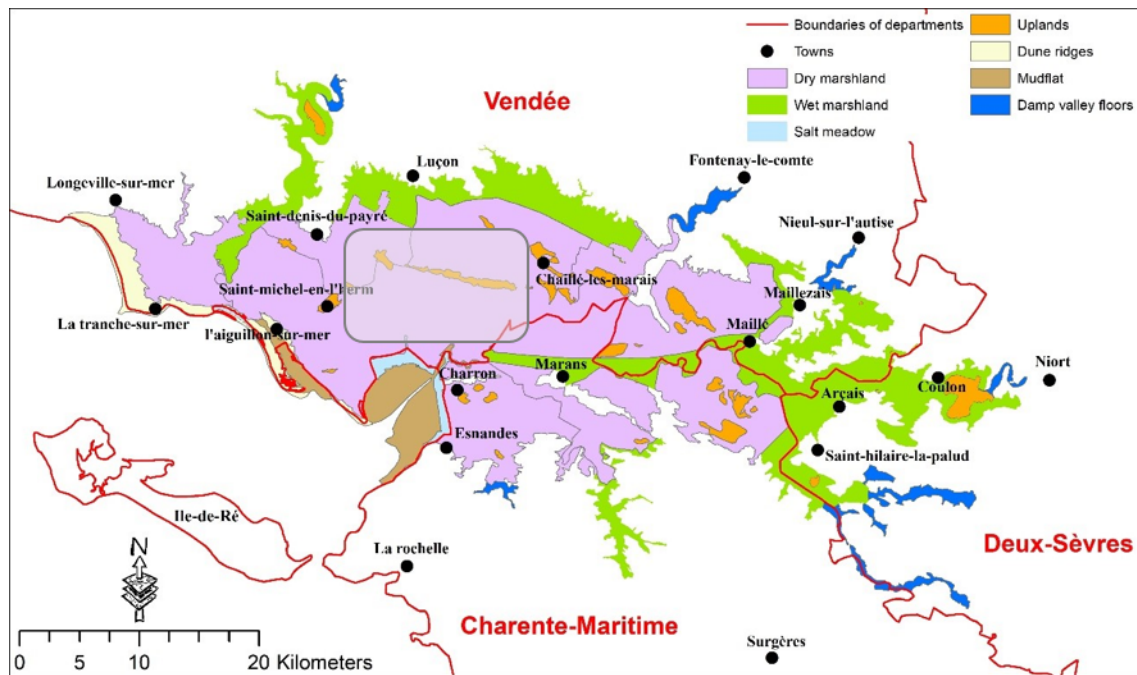 Boundaries of departments
Towns
Dry marshland
Wet marshland
Salt meadow
Uplands
Dune ridges
Mudflat
Damp valley floors
Vendée
Luçon
Fontenay-le-comte
Longeville-sur-mer
Saint-denis-du-payré
Nieul-sur-l'autise
Chaillé-les-marais
Saint-michel-en-l'herm
Maillezais
La tranche-sur-mer
l'aiguillon-sur-mer
Maillé
Marans
Niort
Charron
Coulon
Arçais
Esnandes
Saint-hilaire-la-palud
Ile-de-Ré
La rochelle
Deux-Sèvres
N
Charente-Maritime
Surgères
0 5 10 20 Kilometers